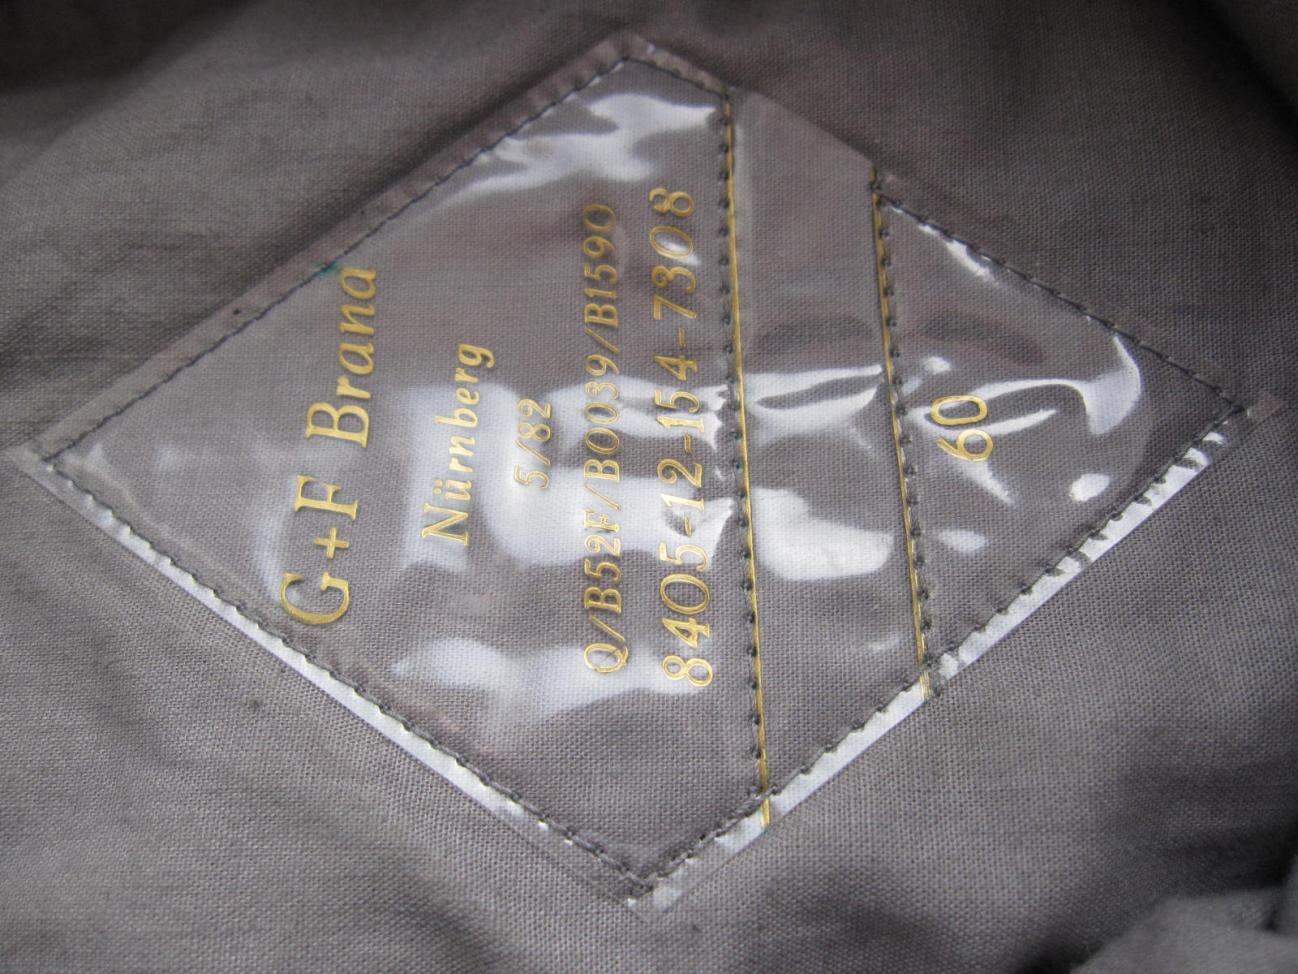 G+F Brana
Nürnberg
5/82
Q/B52F/B0039/B1590
8405-12-154-7308
60